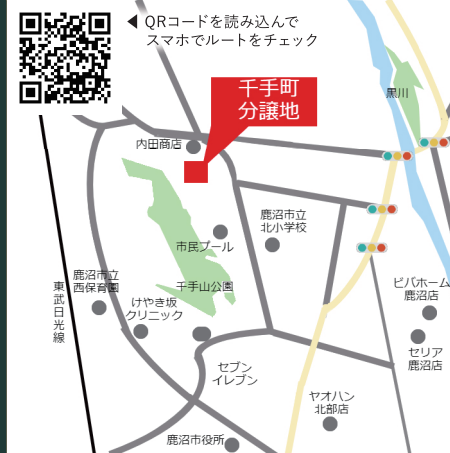 ◀ QRコードを読み込んで
スマホでルートをチェック
千手町
分譲地
黒川
内田商店
鹿沼市立
北小学校
市民プール
千手山公園
鹿沼市立
西保育園
けやき坂
クリニック
東武日光線
ビバホーム
鹿沼店
セリア
鹿沼店
セブン
イレブン
ヤオハン
北部店
鹿沼市役所